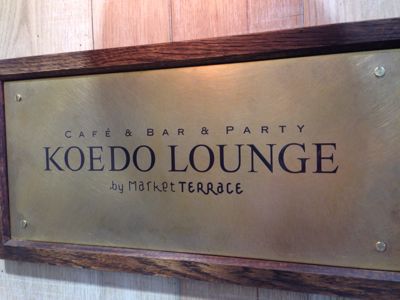 CAFÉ & BAR & PARTY
KOEDO LOUNGE
by MarkeT TERRACE